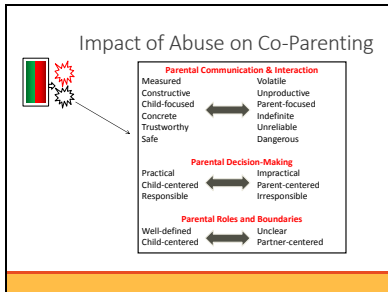 Impact of Abuse on Co-Parenting
Parental Communication & Interaction
Measured Volatile
Constructive Unproductive
Child-focused Parent-focused
Concrete Indefinite
Trustworthy Unreliable
Safe Dangerous
Parental Decision-Making
Practical Impractical
Child-centered Parent-centered
Responsible Irresponsible
Parental Roles and Boundaries
Well-defined Unclear
Child-centered Partner-centered